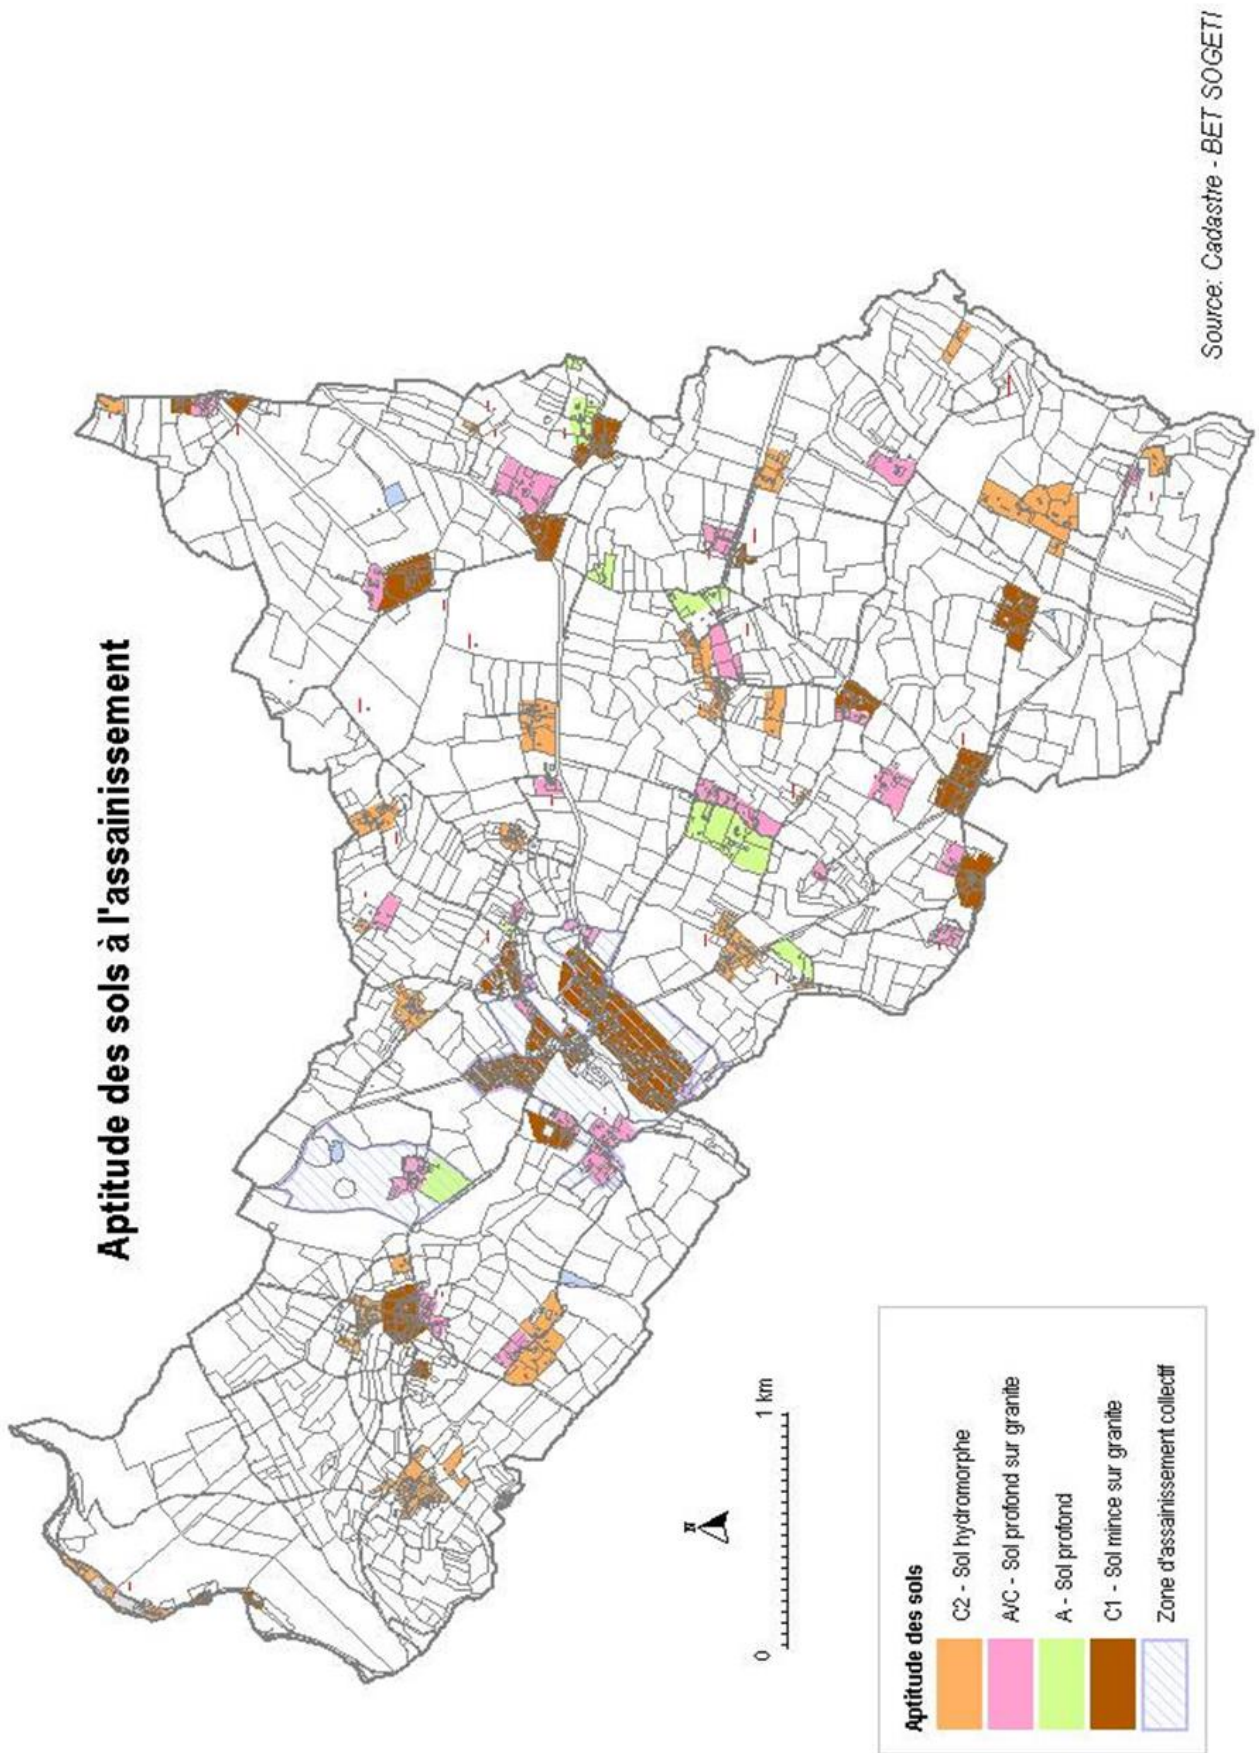 Aptitude des sols à l'assainissement
N
0
1 km
Aptitude des sols
C2 - Sol hydromorphe
A/C - Sol profond sur granite
A - Sol profond
C1 - Sol mince sur granite
Zone d'assainissement collectif
Source: Cadastre - BET SOGETI